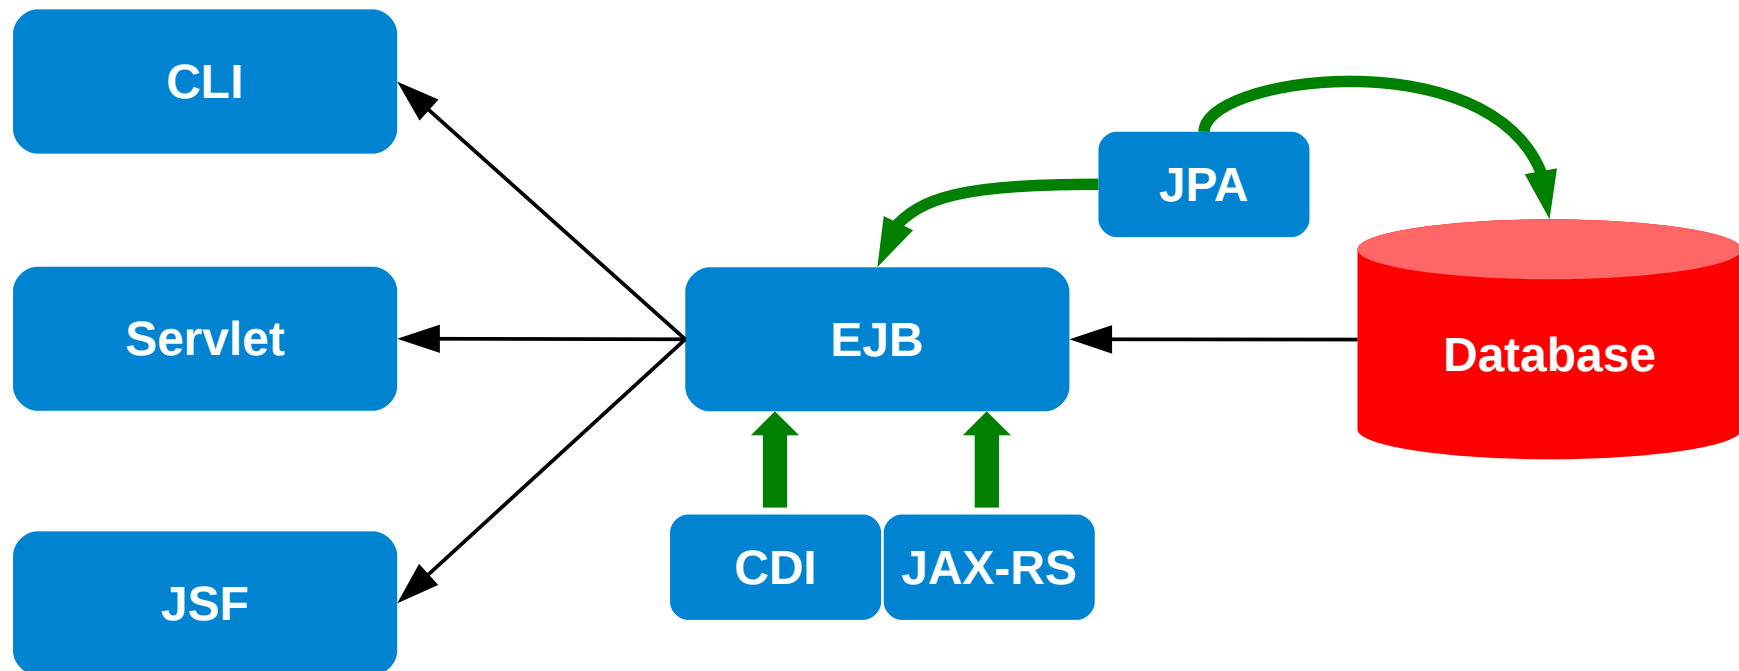 CLI
JPA
Servlet
EJB
Database
CDI
JAX-RS
JSF